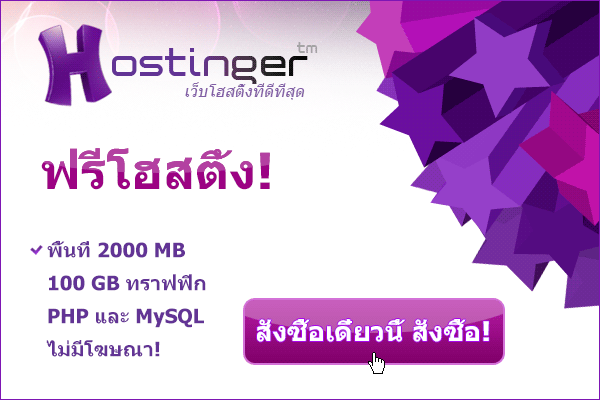 Hostinger™
เว็บโฮสติ้งที่ดีที่สุด
ฟรีโฮสติ้ง!
พื้นที่ 2000 MB
100 GB ทราฟฟิก
PHP และ MySQL
ไม่มีโฆษณา!
สั่งซื้อเดี๋ยวนี้ สั่งซื้อ!